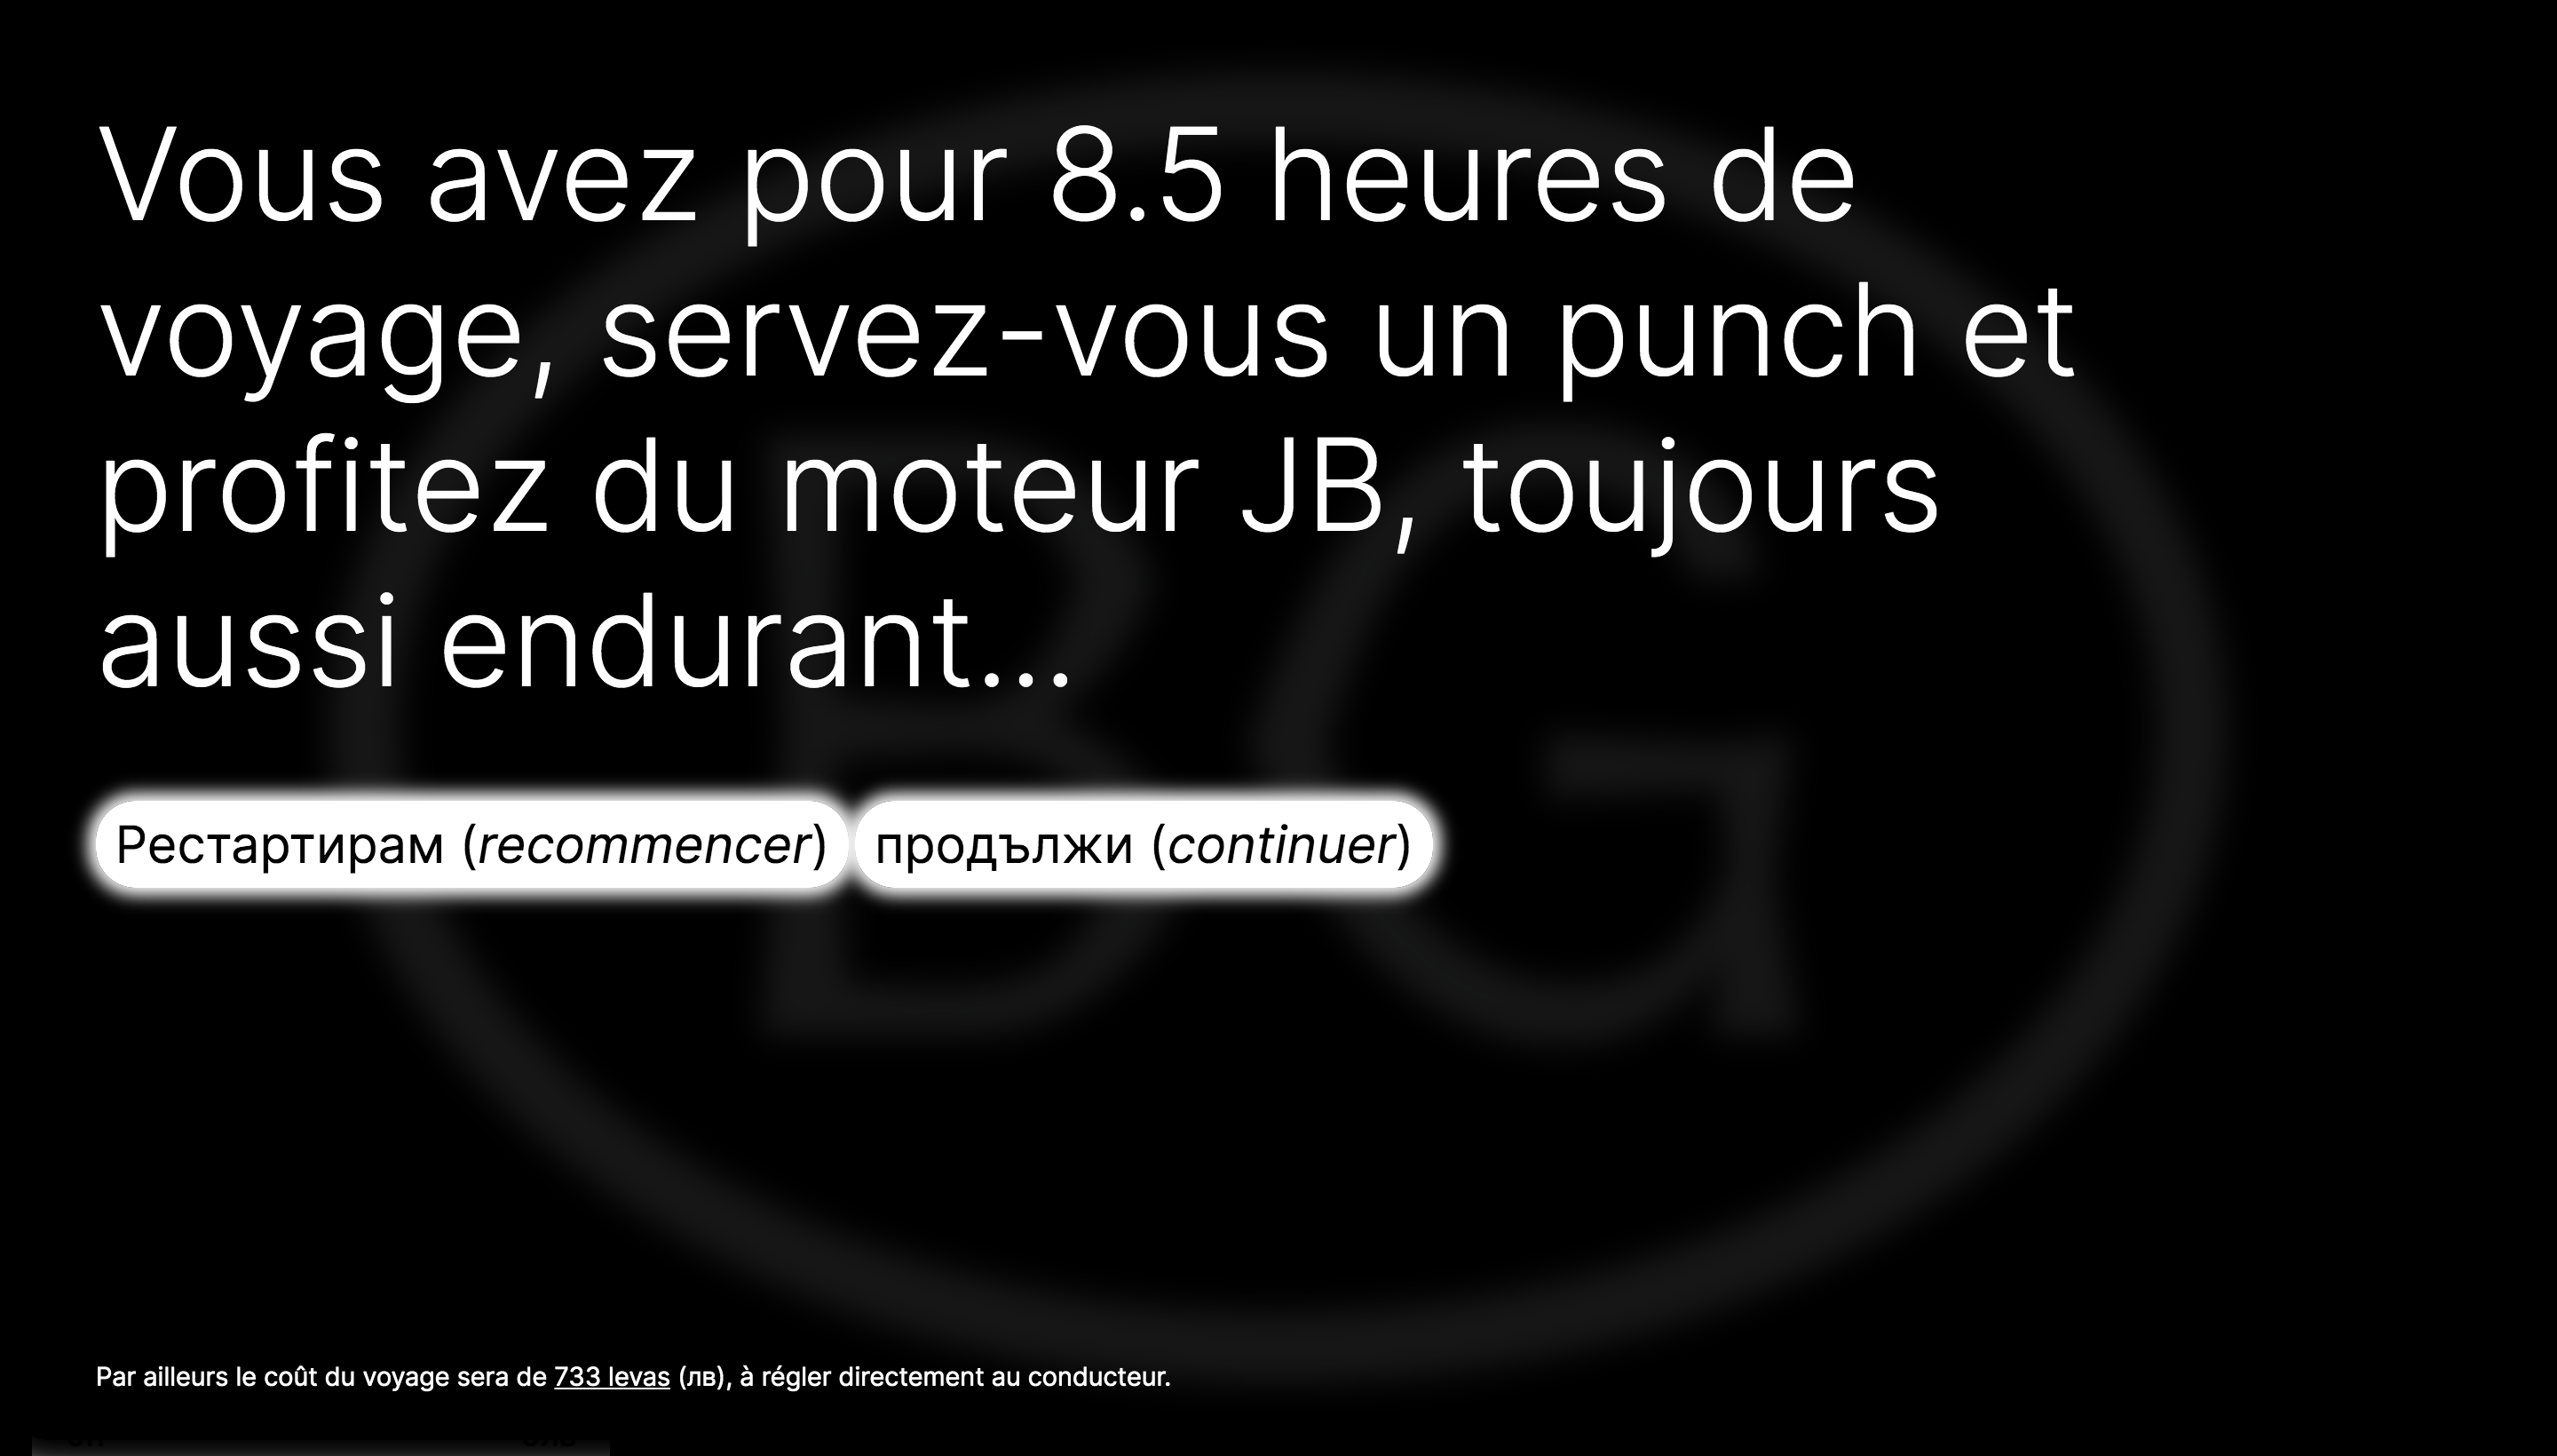 Vous avez pour 8.5 heures de
voyage, servez-vous un punch et
profitez du moteur JB, toujours
aussi endurant...
Рестартирам (recommencer) продължи (continuer)
Par ailleurs le coût du voyage sera de 733 levas (лв), à régler directement au conducteur.
BG